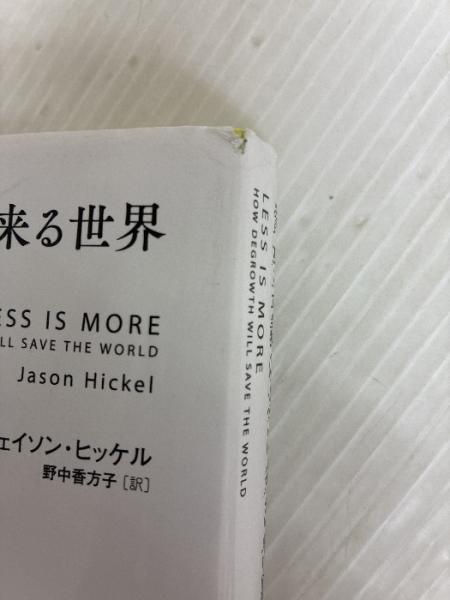 来る世界
ESS IS MORE
LL SAVE THE WORLD
Jason Hickel
ェイソン・ヒッケル
野中香方子［訳］
LESS IS MORE
HOW DEGROWTH WILL SAVE THE WORLD